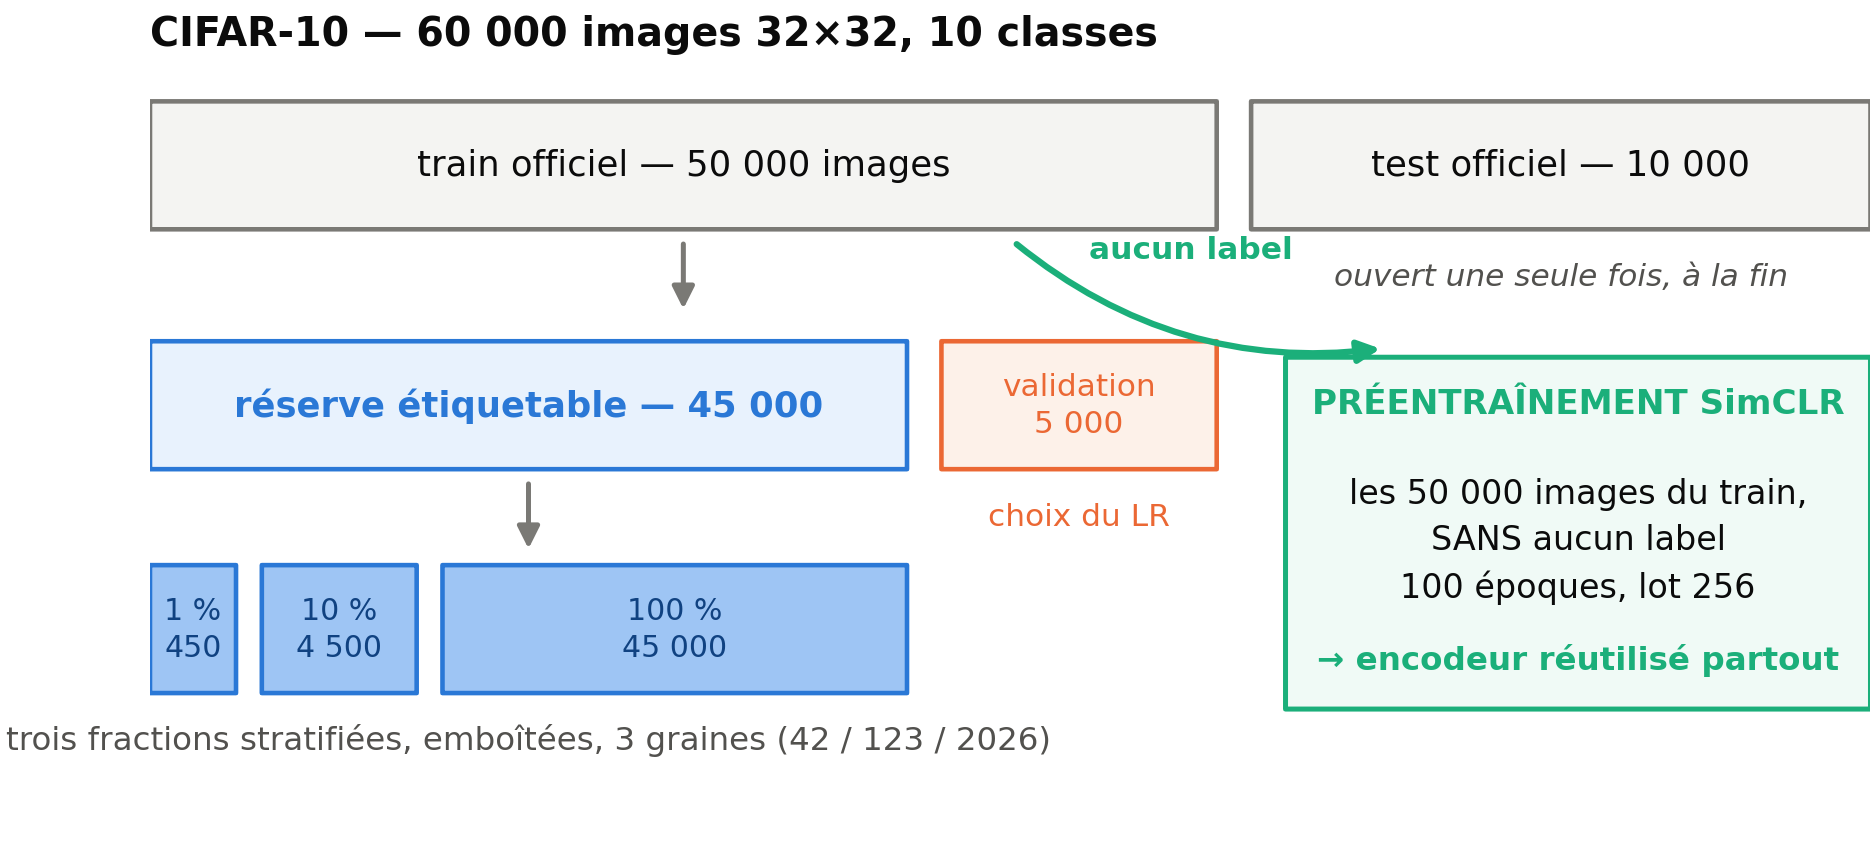 CIFAR-10 — 60 000 images 32×32, 10 classes
train officiel — 50 000 images
test officiel — 10 000
aucun label
ouvert une seule fois, à la fin
réserve étiquetable — 45 000
validation
5 000
choix du LR
PRÉENTRAÎNEMENT SimCLR
les 50 000 images du train,
SANS aucun label
100 époques, lot 256
→ encodeur réutilisé partout
1 %
450
10 %
4 500
100 %
45 000
trois fractions stratifiées, emboîtées, 3 graines (42 / 123 / 2026)